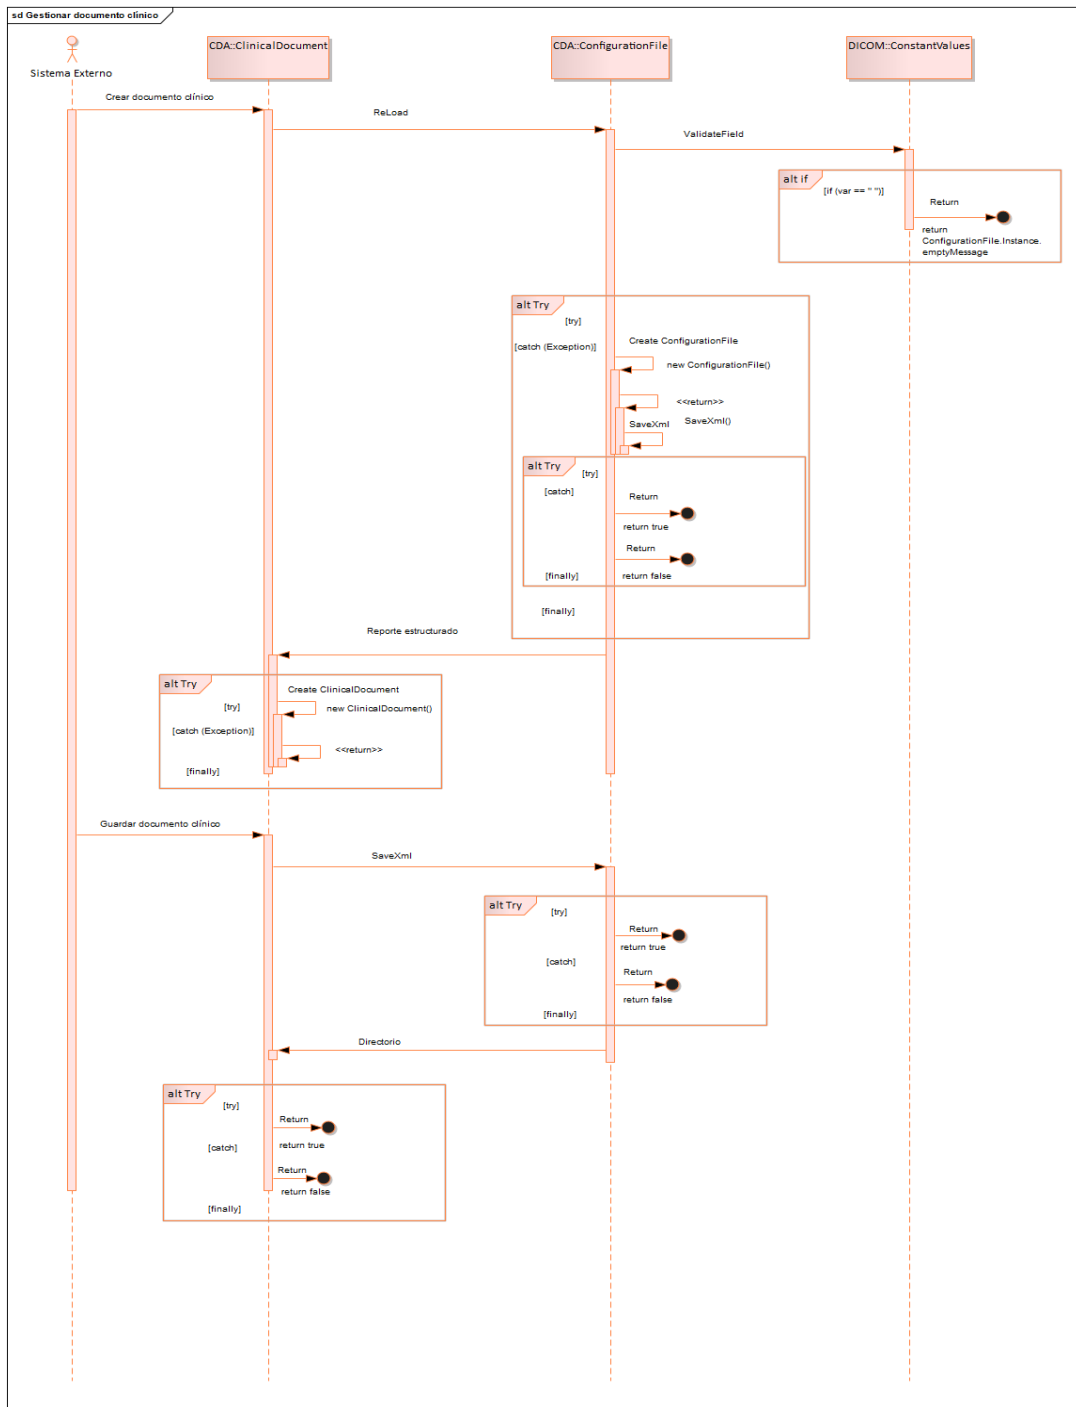 sd Gestionar documento clínico
CDA::ClinicalDocument
CDA::ConfigurationFile
DICOM::ConstantValues
Sistema Externo
Crear documento clínico
ReLoad
ValidateField
alt if
[if (var == " ")]
Return
return
ConfigurationFile.Instance.
emptyMessage
alt Try
[try]
Create ConfigurationFile
[catch (Exception)]
new ConfigurationFile()
<<return>>
SaveXml
SaveXml()
alt Try
[try]
[catch]
Return
return true
Return
[finally]
return false
[finally]
Reporte estructurado
alt Try
Create ClinicalDocument
[try]
new ClinicalDocument()
[catch (Exception)]
<<return>>
[finally]
Guardar documento clínico
SaveXml
alt Try
[try]
Return
return true
[catch]
Return
return false
[finally]
Directorio
alt Try
[try]
Return
return true
[catch]
Return
return false
[finally]